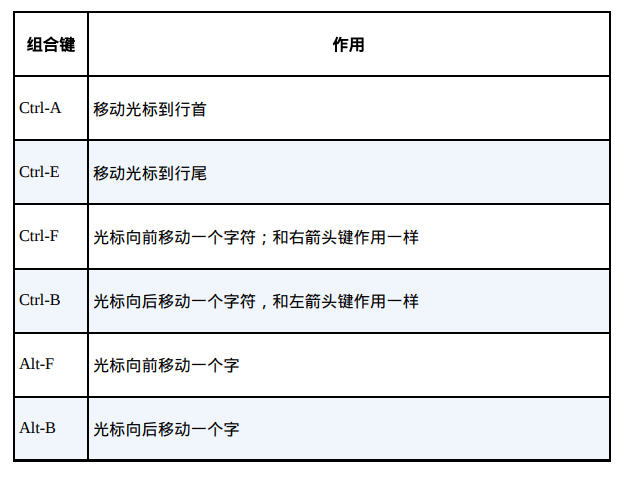 组合键 作用
Ctrl-A 移动光标到行首
Ctrl-E 移动光标到行尾
Ctrl-F 光标向前移动一个字符；和右箭头键作用一样
Ctrl-B 光标向后移动一个字符，和左箭头键作用一样
Alt-F 光标向前移动一个字
Alt-B 光标向后移动一个字